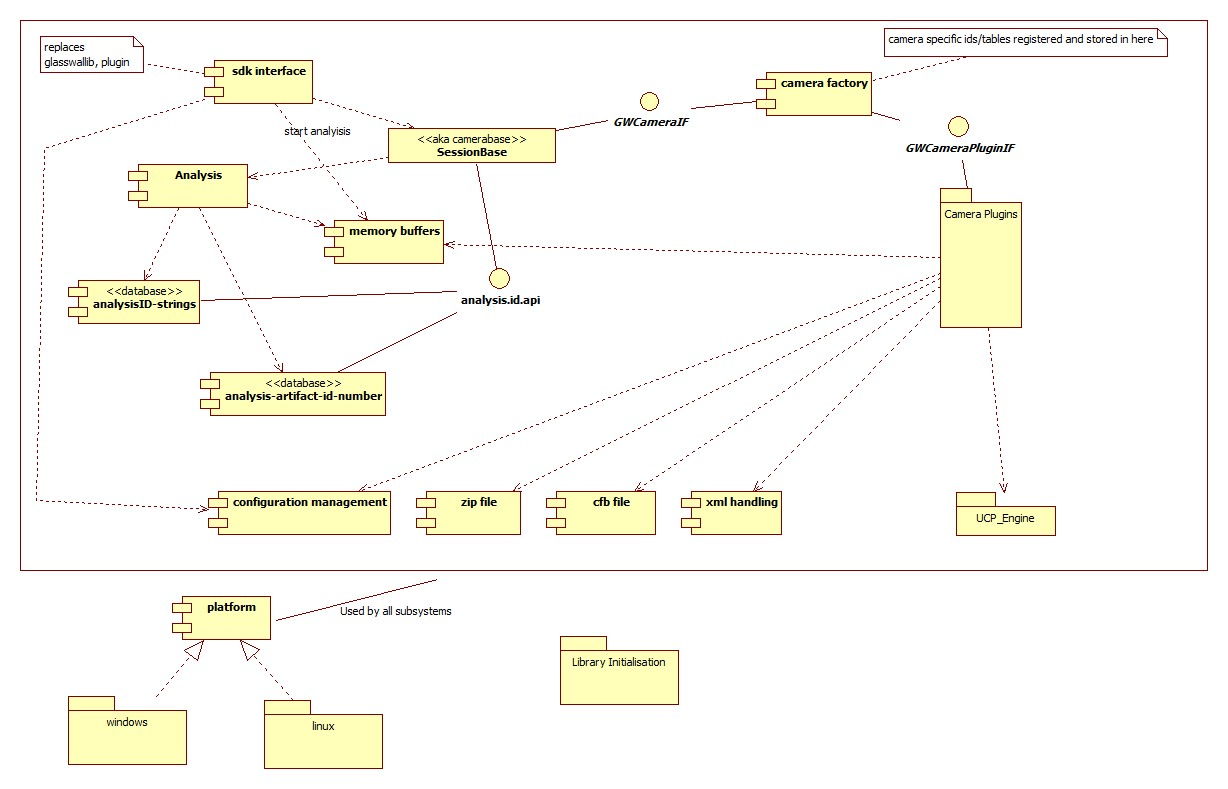 replaces
glasswallib, plugin
camera specific ids/tables registered and stored in here
sdk interface
camera factory
GWCameraIF
start analyisis
<<aka camerabase>>
SessionBase
GWCameraPluginIF
Analysis
Camera Plugins
memory buffers
<<database>>
analysisID-strings
analysis.id.api
<<database>>
analysis-artifact-id-number
configuration management
zip file
cfb file
xml handling
UCP_Engine
platform
Used by all subsystems
Library Initialisation
windows
linux